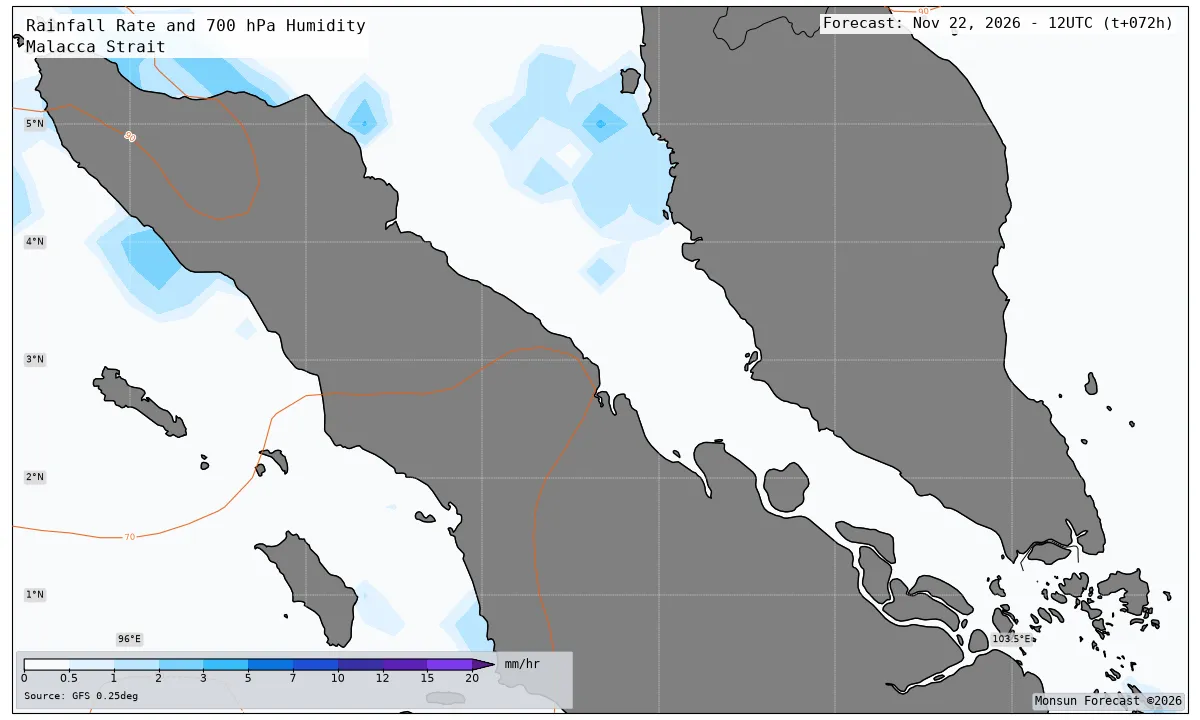 Rainfall Rate and 700 hPa Humidity
Malacca Strait
Forecast: Nov 22, 2026 - 12UTC (t+072h)
90
5°N
90
4°N
3°N
2°N
70
1°N
96°E
103.5°E
0 0.5 1 2 3 5 7 10 12 15 20 mm/hr
Source: GFS 0.25deg
Monsun Forecast ©2026